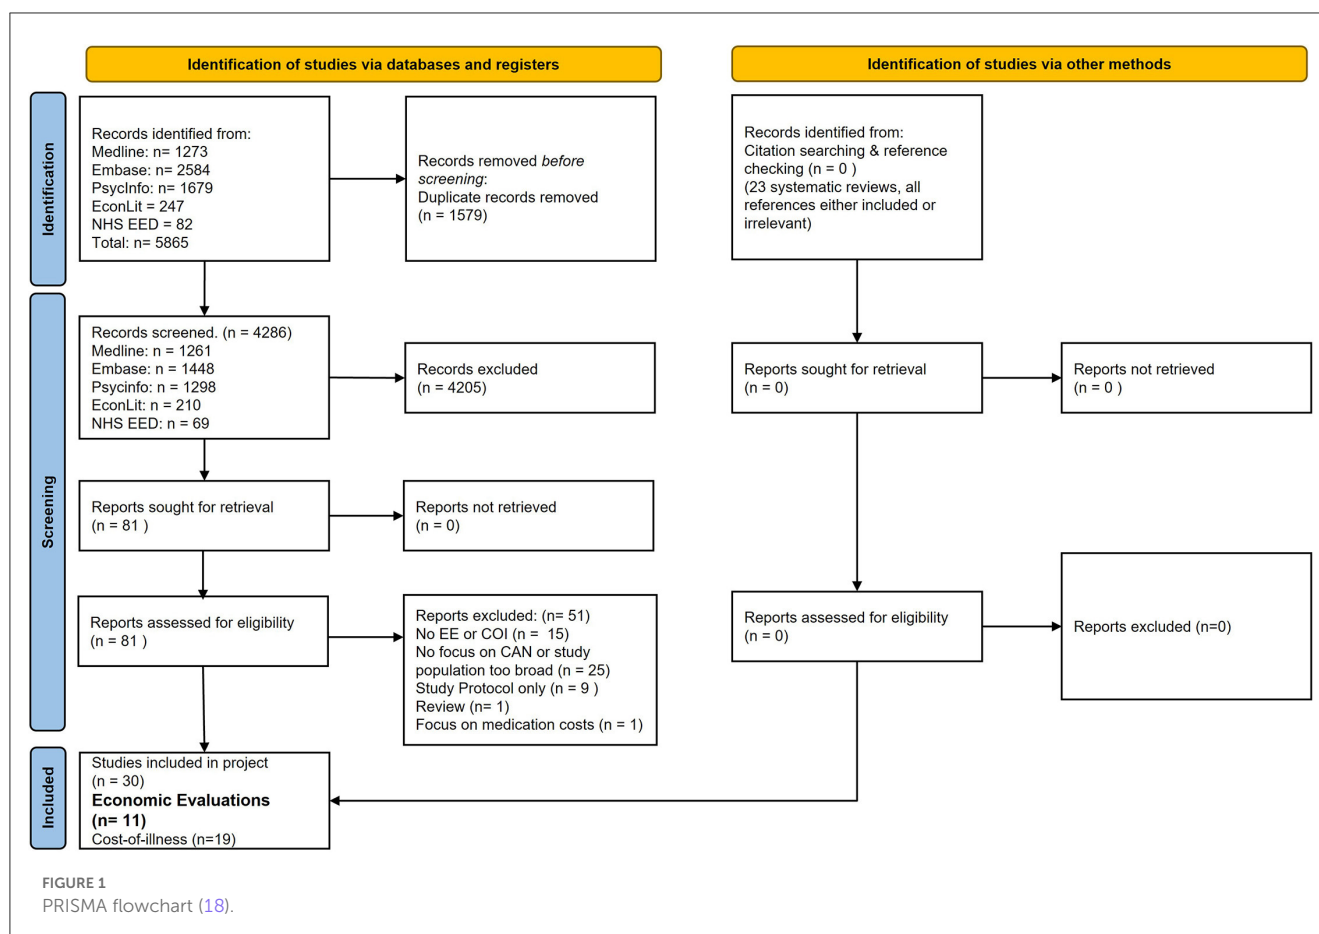 Identification of studies via databases and registers
Identification of studies via other methods
Identification
Records identified from:
Medline: n= 1273
Embase: n= 2584
PsycInfo: n= 1679
EconLit = 247
NHS EED = 82
Total: n= 5865
Records removed before
screening:
Duplicate records removed
(n = 1579)
Records identified from:
Citation searching & reference
checking (n = 0 )
(23 systematic reviews, all
references either included or
irrelevant)
Screening
Records screened. (n = 4286)
Medline: n = 1261
Embase: n = 1448
Psycinfo: n = 1298
EconLit: n = 210
NHS EED: n = 69
Records excluded
(n = 4205)
Reports sought for retrieval
(n = 0)
Reports not retrieved
(n = 0 )
Reports sought for retrieval
(n = 81 )
Reports not retrieved
(n = 0)
Reports assessed for eligibility
(n = 81 )
Reports excluded: (n= 51)
No EE or COI (n = 15)
No focus on CAN or study
population too broad (n = 25)
Study Protocol only (n = 9 )
Review (n= 1)
Focus on medication costs (n = 1)
Reports assessed for eligibility
(n = 0)
Reports excluded (n=0)
Included
Studies included in project
(n = 30)
Economic Evaluations
(n= 11)
Cost-of-illness (n=19)
FIGURE 1
PRISMA flowchart (18).